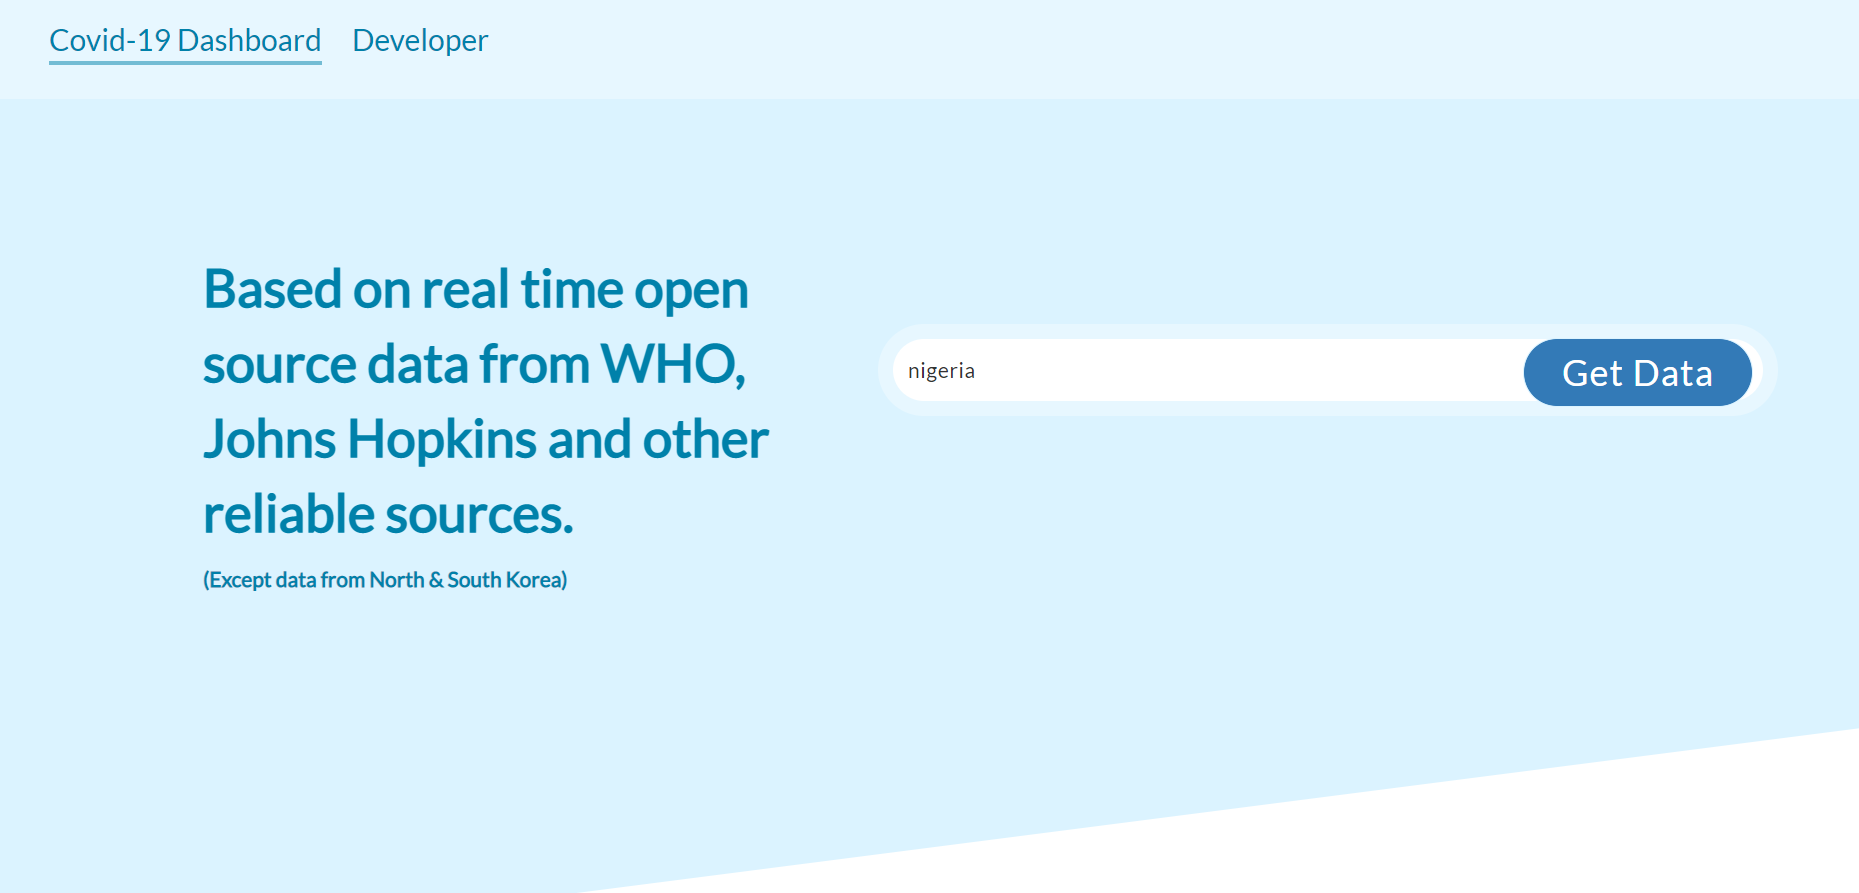 Covid-19 Dashboard Developer
Based on real time open
source data from WHO,
Johns Hopkins and other
reliable sources.
(Except data from North & South Korea)
nigeria
Get Data